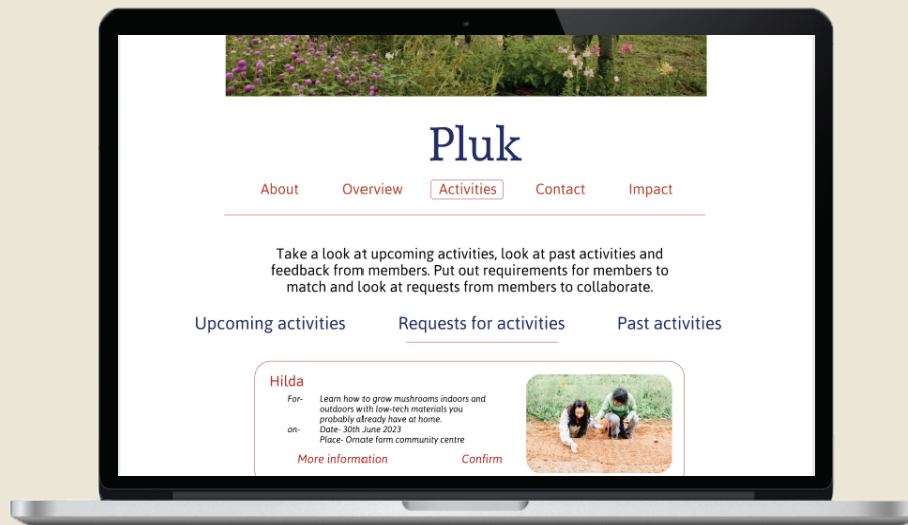 Pluk
About Overview Activities Contact Impact
Take a look at upcoming activities, look at past activities and
feedback from members. Put out requirements for members to
match and look at requests from members to collaborate.
Upcoming activities Requests for activities Past activities
Hilda
For- Learn how to grow mushrooms indoors and
outdoors with low-tech materials you
probably already have at home.
on- Date- 30th June 2023
Place- Ornate farm community centre
More information Confirm